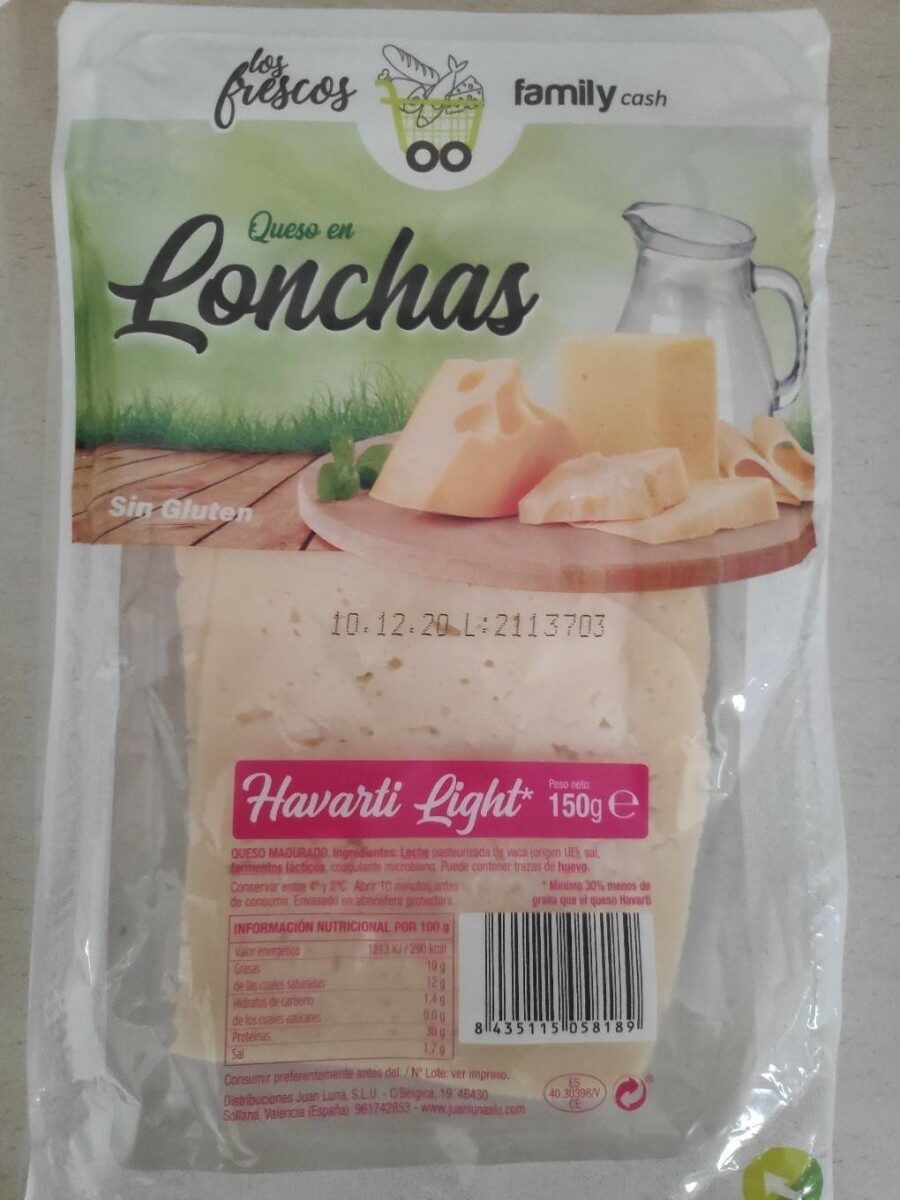 los
frescos
family cash
Queso en
Lonchas
Sin Gluten
10.12.20 L:2113703
Havarti Light*
Peso neto:
150g e
QUESO MADURADO. Ingredientes: Leche pasteurizada de vaca (origen UE), sal,
fermentos lácticos, coagulante microbiano. Puede contener trazas de huevo.
Conservar entre 4º y 8ºC. Abrir 10 minutos antes
de consumir. Envasado en atmósfera protectora.
* Mínimo 30% menos de
grasa que el queso Havarti
INFORMACIÓN NUTRICIONAL POR 100 g
Valor energético 1213 kJ / 290 kcal
Grasas 19 g
de las cuales saturadas 12 g
Hidratos de carbono 1,4 g
de los cuales azúcares 0,0 g
Proteínas 30 g
Sal 1,7 g
8 435115 058189
Consumir preferentemente antes del: / Nº Lote: ver impreso.
Distribuciones Juan Luna, S.L.U. - C/Bélgica, 19. 46430
Sollana, Valencia (España) 961742853 - www.juanlunaslu.com
ES
40.30398/V
CE